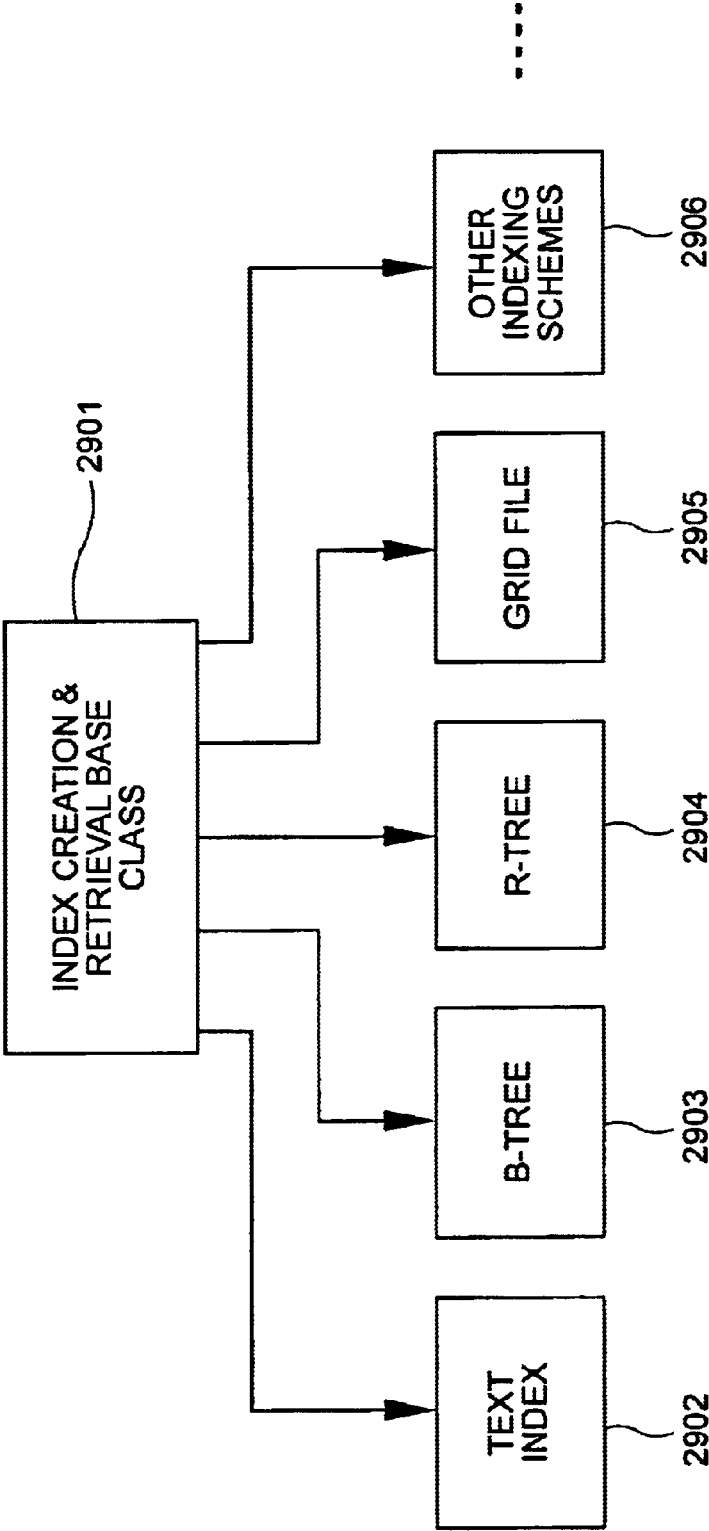 INDEX CREATION &
RETRIEVAL BASE
CLASS
2901
TEXT
INDEX
2902
B-TREE
2903
R-TREE
2904
GRID FILE
2905
OTHER
INDEXING
SCHEMES
2906